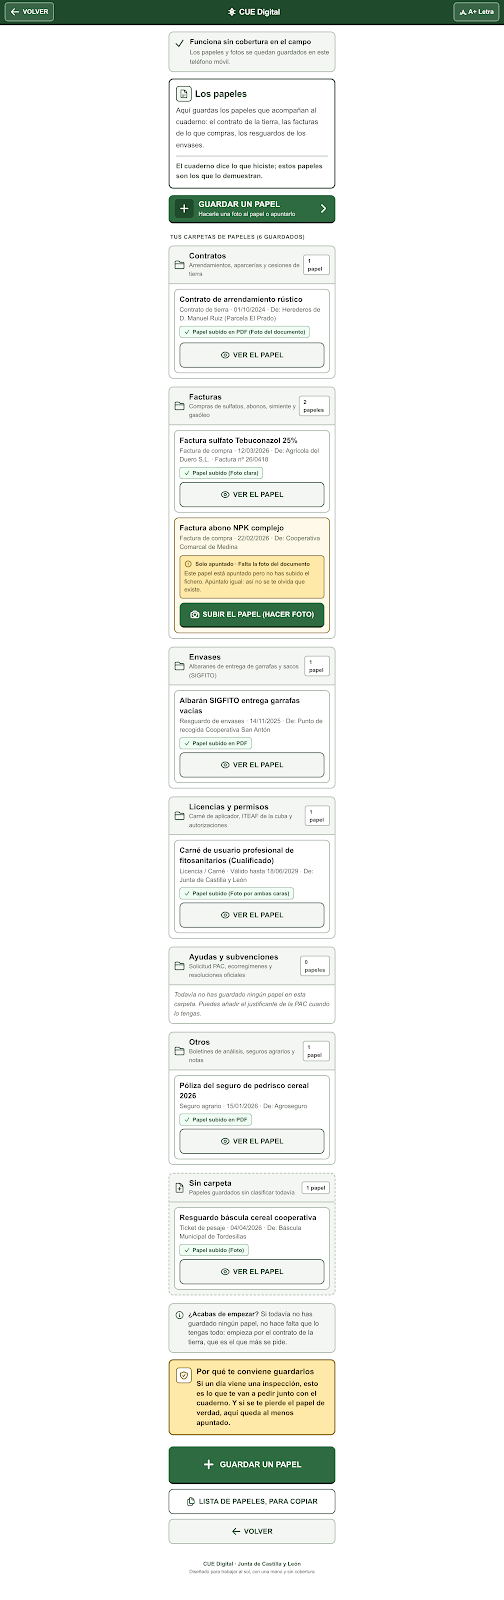 VOLVER
CUE Digital
A+ Letra
Funciona sin cobertura en el campo
Los papeles y fotos se quedan guardados en este
teléfono móvil.
Los papeles
Aquí guardas los papeles que acompañan al
cuaderno: el contrato de la tierra, las facturas
de lo que compras, los resguardos de los
envases.
El cuaderno dice lo que hiciste; estos papeles
son los que lo demuestran.
GUARDAR UN PAPEL
Hacerle una foto al papel o apuntarlo
TUS CARPETAS DE PAPELES (6 GUARDADOS)
Contratos
Arrendamientos, aparcerías y cesiones de
tierra
1
papel
Contrato de arrendamiento rústico
Contrato de tierra · 01/10/2024 · De: Herederos de
D. Manuel Ruiz (Parcela El Prado)
Papel subido en PDF (Foto del documento)
VER EL PAPEL
Facturas
Compras de sulfatos, abonos, simiente y
gasóleo
2
papeles
Factura sulfato Tebuconazol 25%
Factura de compra · 12/03/2026 · De: Agrícola del
Duero S.L. · Factura nº 26/0418
Papel subido (Foto clara)
VER EL PAPEL
Factura abono NPK complejo
Factura de compra · 22/02/2026 · De: Cooperativa
Comarcal de Medina
Solo apuntado · Falta la foto del documento
Este papel está apuntado pero no has subido el
fichero. Apúntalo igual: así no se te olvida que
existe.
SUBIR EL PAPEL (HACER FOTO)
Envases
Albaranes de entrega de garrafas y sacos
(SIGFITO)
1
papel
Albarán SIGFITO entrega garrafas
vacías
Resguardo de envases · 14/11/2025 · De: Punto de
recogida Cooperativa San Antón
Papel subido en PDF
VER EL PAPEL
Licencias y permisos
Carné de aplicador, ITEAF de la cuba y
autorizaciones
1
papel
Carné de usuario profesional de
fitosanitarios (Cualificado)
Licencia / Carné · Válido hasta 18/06/2029 · De:
Junta de Castilla y León
Papel subido (Foto por ambas caras)
VER EL PAPEL
Ayudas y subvenciones
Solicitud PAC, ecorregímenes y
resoluciones oficiales
0
papeles
Todavía no has guardado ningún papel en esta
carpeta. Puedes añadir el justificante de la PAC cuando
lo tengas.
Otros
Boletines de análisis, seguros agrarios y
notas
1
papel
Póliza del seguro de pedrisco cereal
2026
Seguro agrario · 15/01/2026 · De: Agroseguro
Papel subido en PDF
VER EL PAPEL
Sin carpeta
Papeles guardados sin clasificar todavía
1 papel
Resguardo báscula cereal cooperativa
Ticket de pesaje · 04/04/2026 · De: Báscula
Municipal de Tordesillas
Papel subido (Foto)
VER EL PAPEL
¿Acabas de empezar? Si todavía no has
guardado ningún papel, no hace falta que lo
tengas todo: empieza por el contrato de la
tierra, que es el que más se pide.
Por qué te conviene guardarlos
Si un día viene una inspección, esto
es lo que te van a pedir junto con el
cuaderno. Y si se te pierde el papel de
verdad, aquí queda al menos
apuntado.
GUARDAR UN PAPEL
LISTA DE PAPELES, PARA COPIAR
VOLVER
CUE Digital · Junta de Castilla y León
Diseñado para trabajar al sol, con una mano y sin cobertura